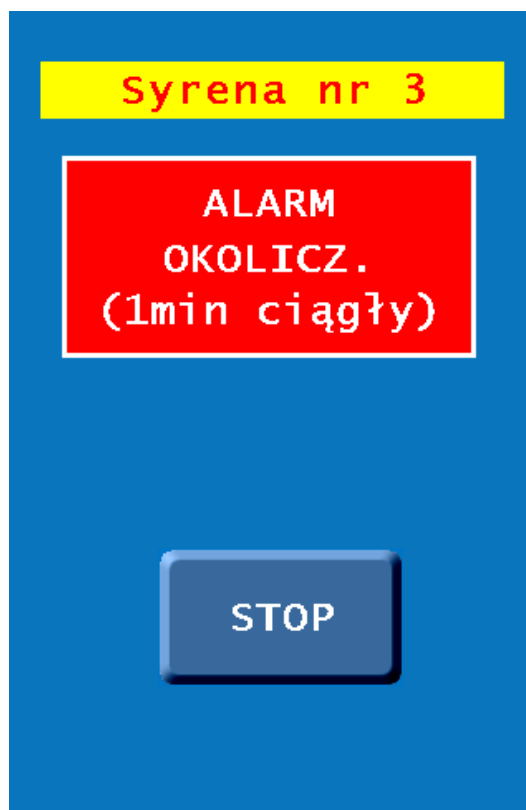 Syrena nr 3
ALARM
OKOLICZ.
(1min ciągły)
STOP